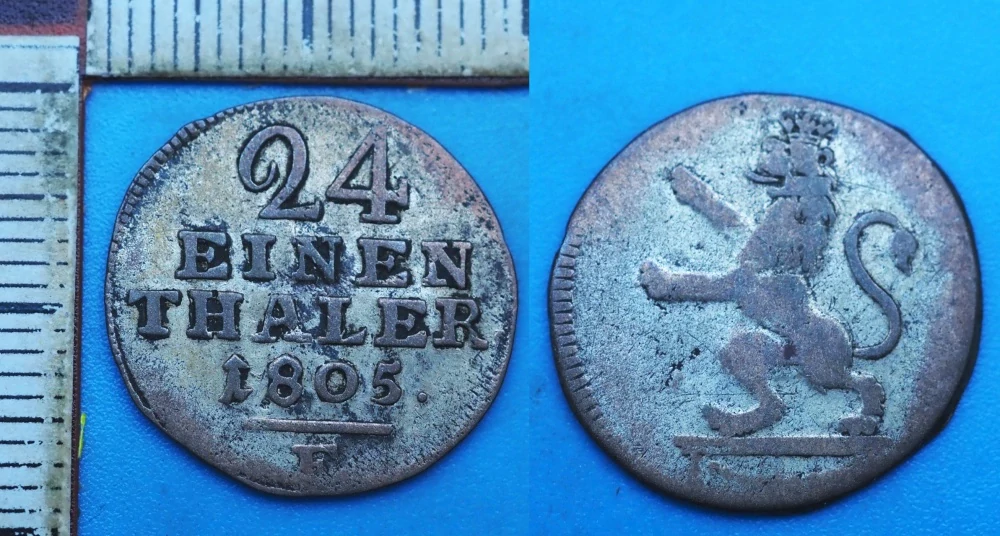 24
EINEN
THALER
1805.
F